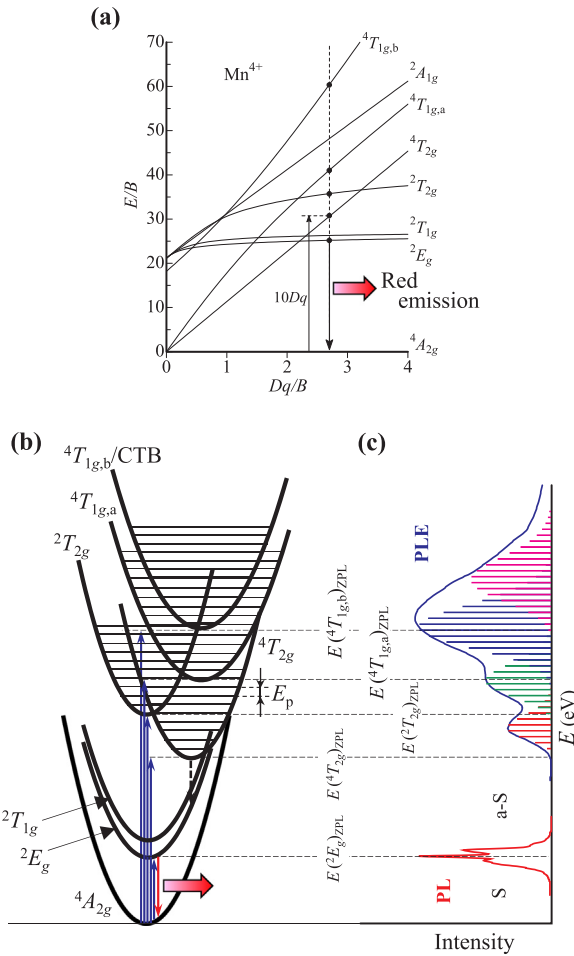 (a)
70
60
50
40
30
20
10
0
E/B
Mn⁴⁺
⁴T₁g,b
²A₁g
⁴T₁g,a
⁴T₂g
²T₂g
²T₁g
²Eg
10Dq
Red
emission
⁴A₂g
0 1 2 3 4
Dq/B
(b)
(c)
⁴T₁g,b/CTB
⁴T₁g,a
²T₂g
⁴T₂g
Eₚ
²T₁g
²Eg
⁴A₂g
E(⁴T₁g,b)ZPL
E(⁴T₁g,a)ZPL
E(²T₂g)ZPL
E(⁴T₂g)ZPL
E(²Eg)ZPL
PLE
E (eV)
a-S
PL
S
Intensity